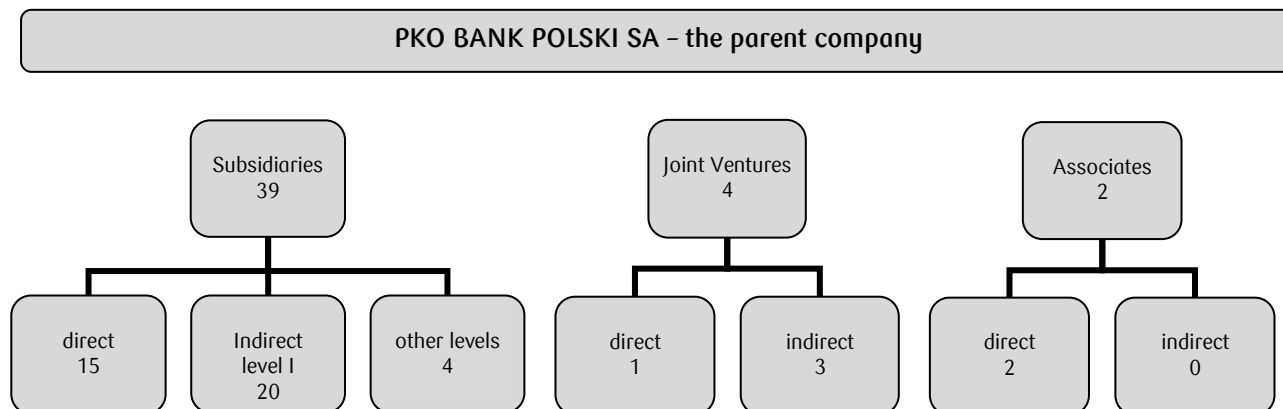 PKO BANK POLSKI SA – the parent company
Subsidiaries
39
Joint Ventures
4
Associates
2
direct
15
Indirect
level I
20
other levels
4
direct
1
indirect
3
direct
2
indirect
0